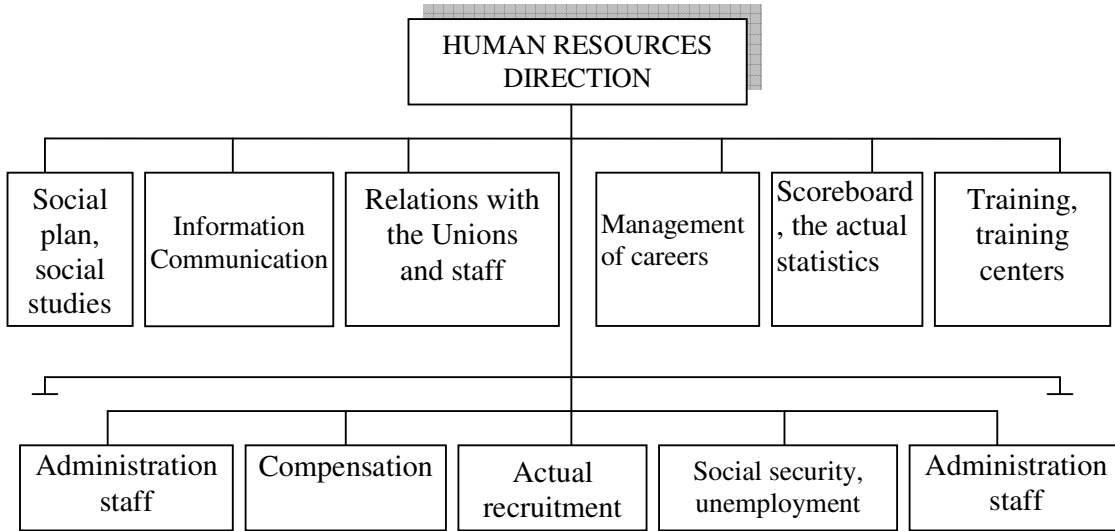 HUMAN RESOURCES
DIRECTION
Social
plan,
social
studies
Information
Communication
Relations with
the Unions
and staff
Management
of careers
Scoreboard
, the actual
statistics
Training,
training
centers
Administration
staff
Compensation
Actual
recruitment
Social security,
unemployment
Administration
staff